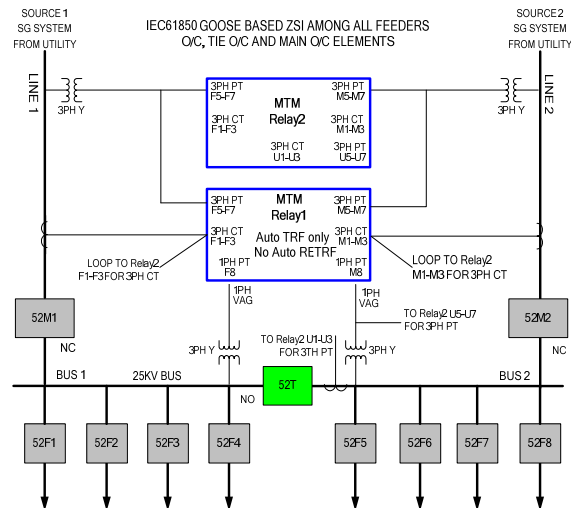 SOURCE 1
SG SYSTEM
FROM UTILITY
IEC61850 GOOSE BASED ZSI AMONG ALL FEEDERS
O/C, TIE O/C AND MAIN O/C ELEMENTS
SOURCE 2
SG SYSTEM
FROM UTILITY
LINE 1
3PH Y
3PH PT
F5-F7
MTM
Relay2
3PH PT
M5-M7
3PH CT
F1-F3
3PH CT
M1-M3
3PH CT
U1-U3
3PH PT
U5-U7
3PH Y
LINE 2
3PH PT
F5-F7
MTM
Relay1
3PH PT
M5-M7
3PH CT
F1-F3
Auto TRF only
No Auto RETRF
3PH CT
M1-M3
1PH PT
F8
1PH PT
M8
LOOP TO Relay2
F1-F3 FOR 3PH CT
LOOP TO Relay2
M1-M3 FOR 3PH CT
1PH
VAG
1PH
VAG
52M1
NC
TO Relay2 U5-U7
FOR 3PH PT
52M2
NC
3PH Y
TO Relay2 U1-U3
FOR 3TH PT
3PH Y
BUS 1
25KV BUS
NO
52T
BUS 2
52F1
52F2
52F3
52F4
52F5
52F6
52F7
52F8